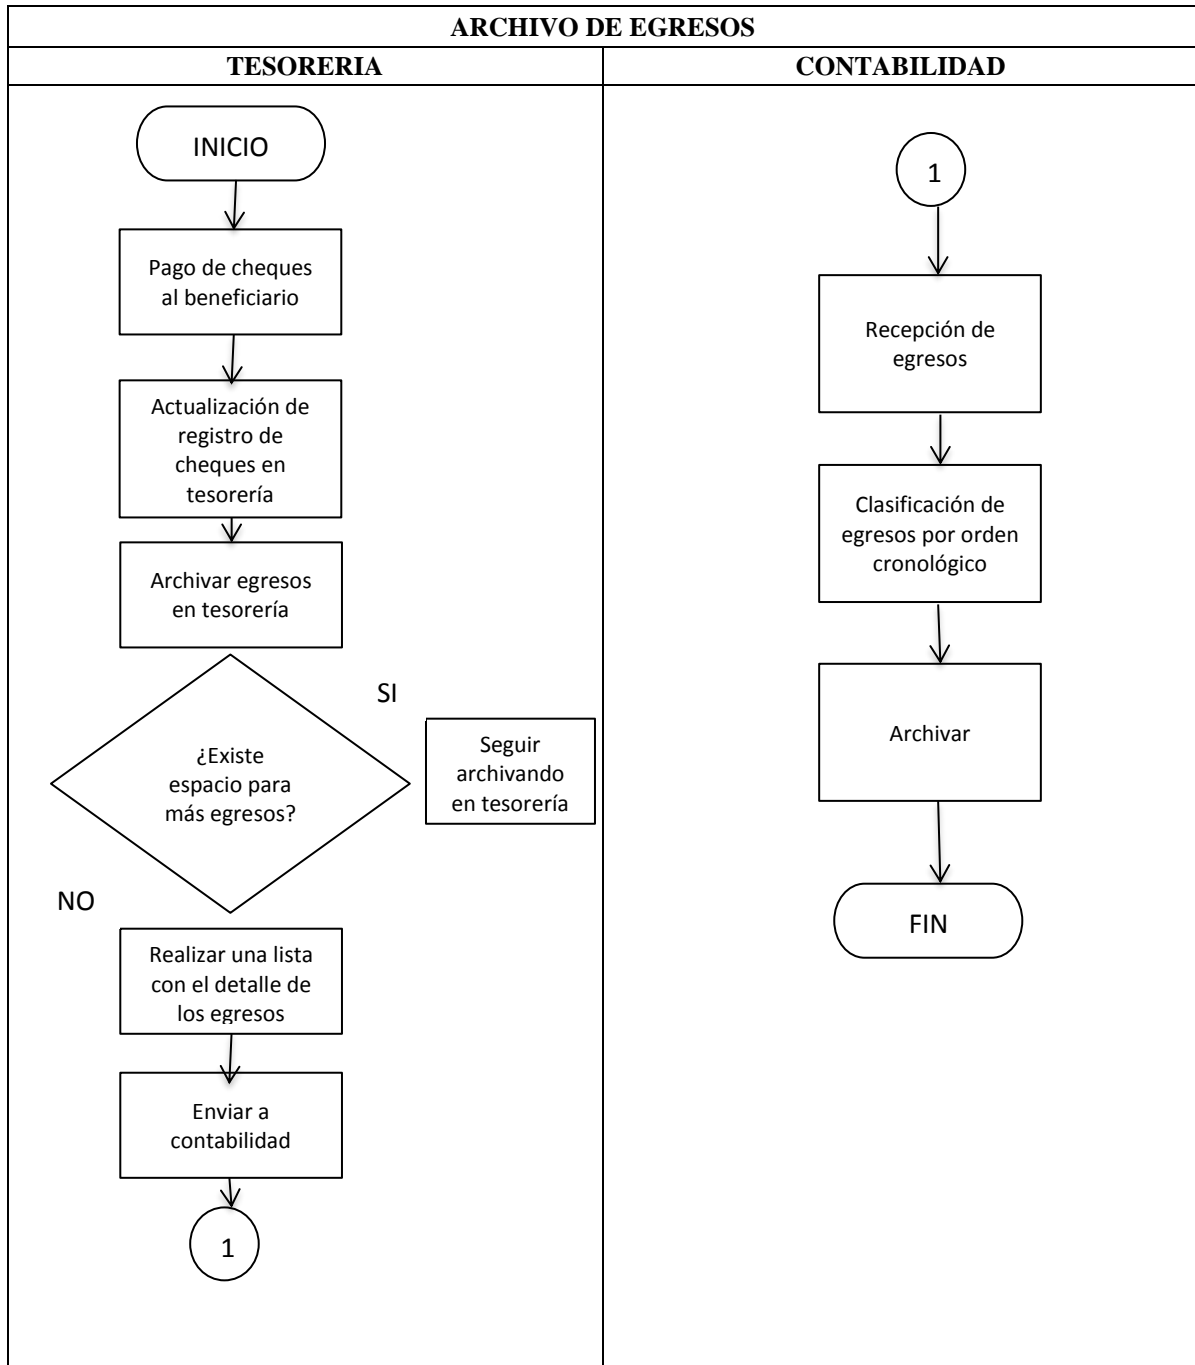 ARCHIVO DE EGRESOS
TESORERIA
INICIO
Pago de cheques
al beneficiario
Actualización de
registro de
cheques en
tesorería
Archivar egresos
en tesorería
¿Existe
espacio para
más egresos?
SI
Seguir
archivando
en tesorería
NO
Realizar una lista
con el detalle de
los egresos
Enviar a
contabilidad
1
CONTABILIDAD
1
Recepción de
egresos
Clasificación de
egresos por orden
cronológico
Archivar
FIN